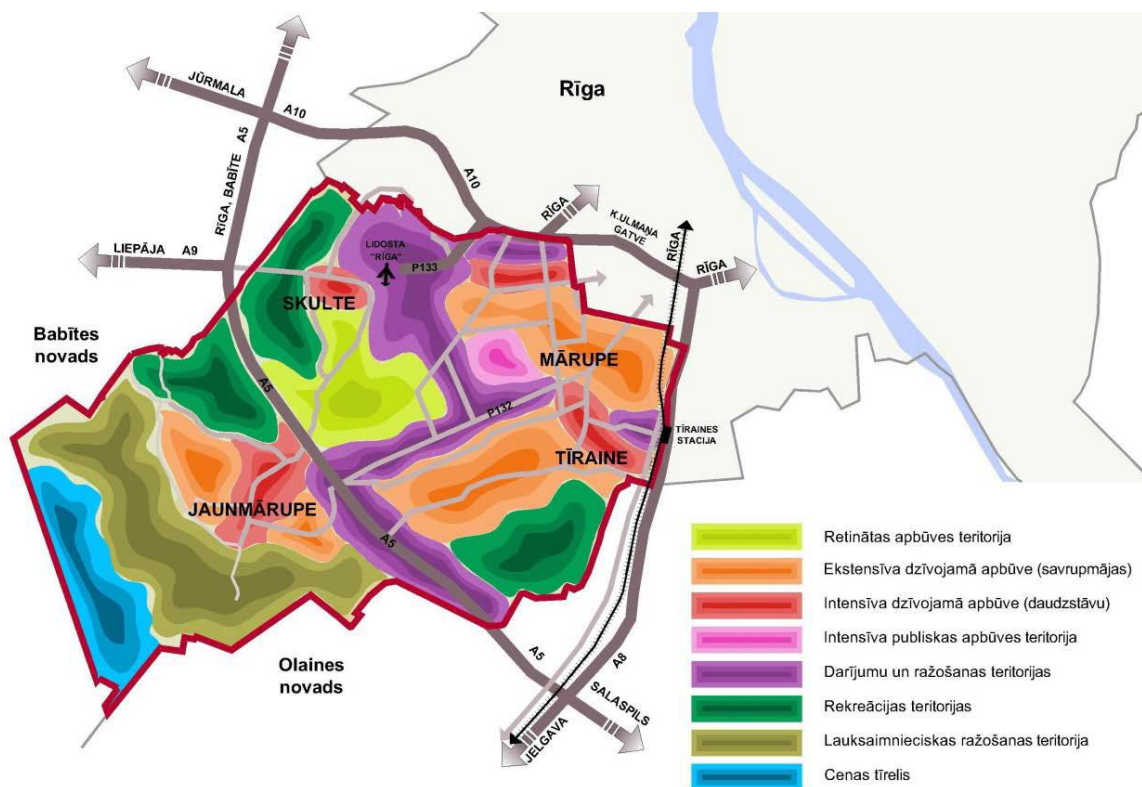 Rīga
JŪRMALA
A10
A5
RĪGA, BABĪTE
A10
RĪGA
K.ULMAŅA
GATVE
RĪGA
RĪGA
LIEPĀJA A9
LIDOSTA
"RĪGA"
P133
SKULTE
Babītes
novads
MĀRUPE
A5
P132
TĪRAINES
STACIJA
TĪRAINE
JAUNMĀRUPE
A5
Olaines
novads
A5
A8
SALASPILS
JELGAVA
Retinātas apbūves teritorija
Ekstensīva dzīvojamā apbūve (savrupmājas)
Intensīva dzīvojamā apbūve (daudzstāvu)
Intensīva publiskas apbūves teritorija
Darījumu un ražošanas teritorijas
Rekreācijas teritorijas
Lauksaimnieciskas ražošanas teritorija
Cenas tīrelis